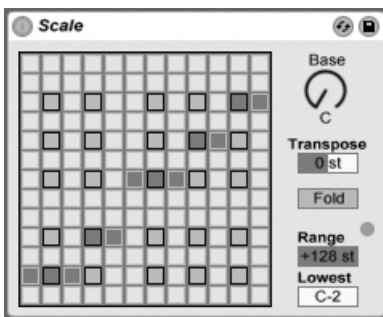 Scale
Base
C
Transpose
0 st
Fold
Range
+128 st
Lowest
C-2